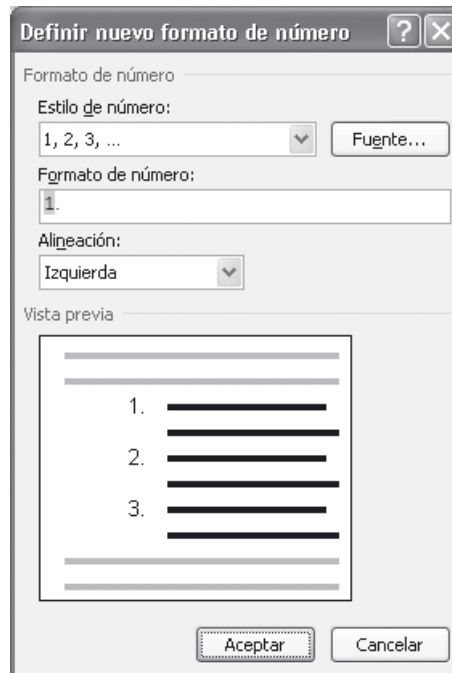 Definir nuevo formato de número
Formato de número
Estilo de número:
1, 2, 3, ...
Fuente...
Formato de número:
1.
Alineación:
Izquierda
Vista previa
1.
2.
3.
Aceptar
Cancelar